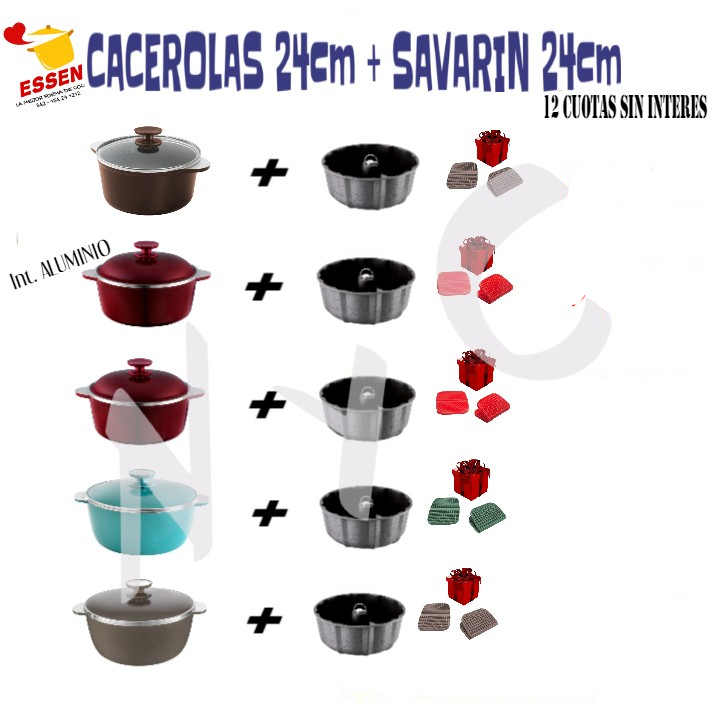 ESSEN
CACEROLAS 24cm + SAVARIN 24cm
12 CUOTAS SIN INTERES
+
Int. ALUMINIO
+
+
+
+
N y C